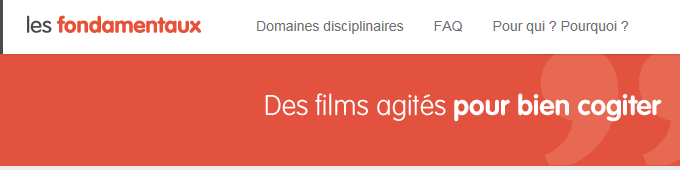 les fondamentaux Domaines disciplinaires FAQ Pour qui ? Pourquoi ?
Des films agités pour bien cogiter